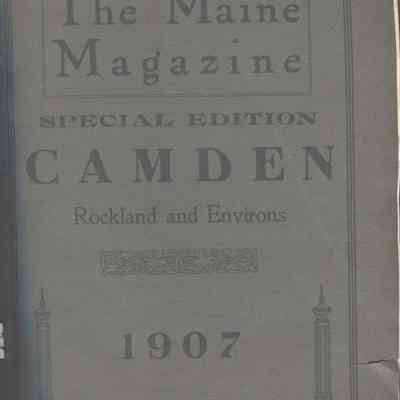 The Maine
Magazine
SPECIAL EDITION
CAMDEN
Rockland and Environs
1907